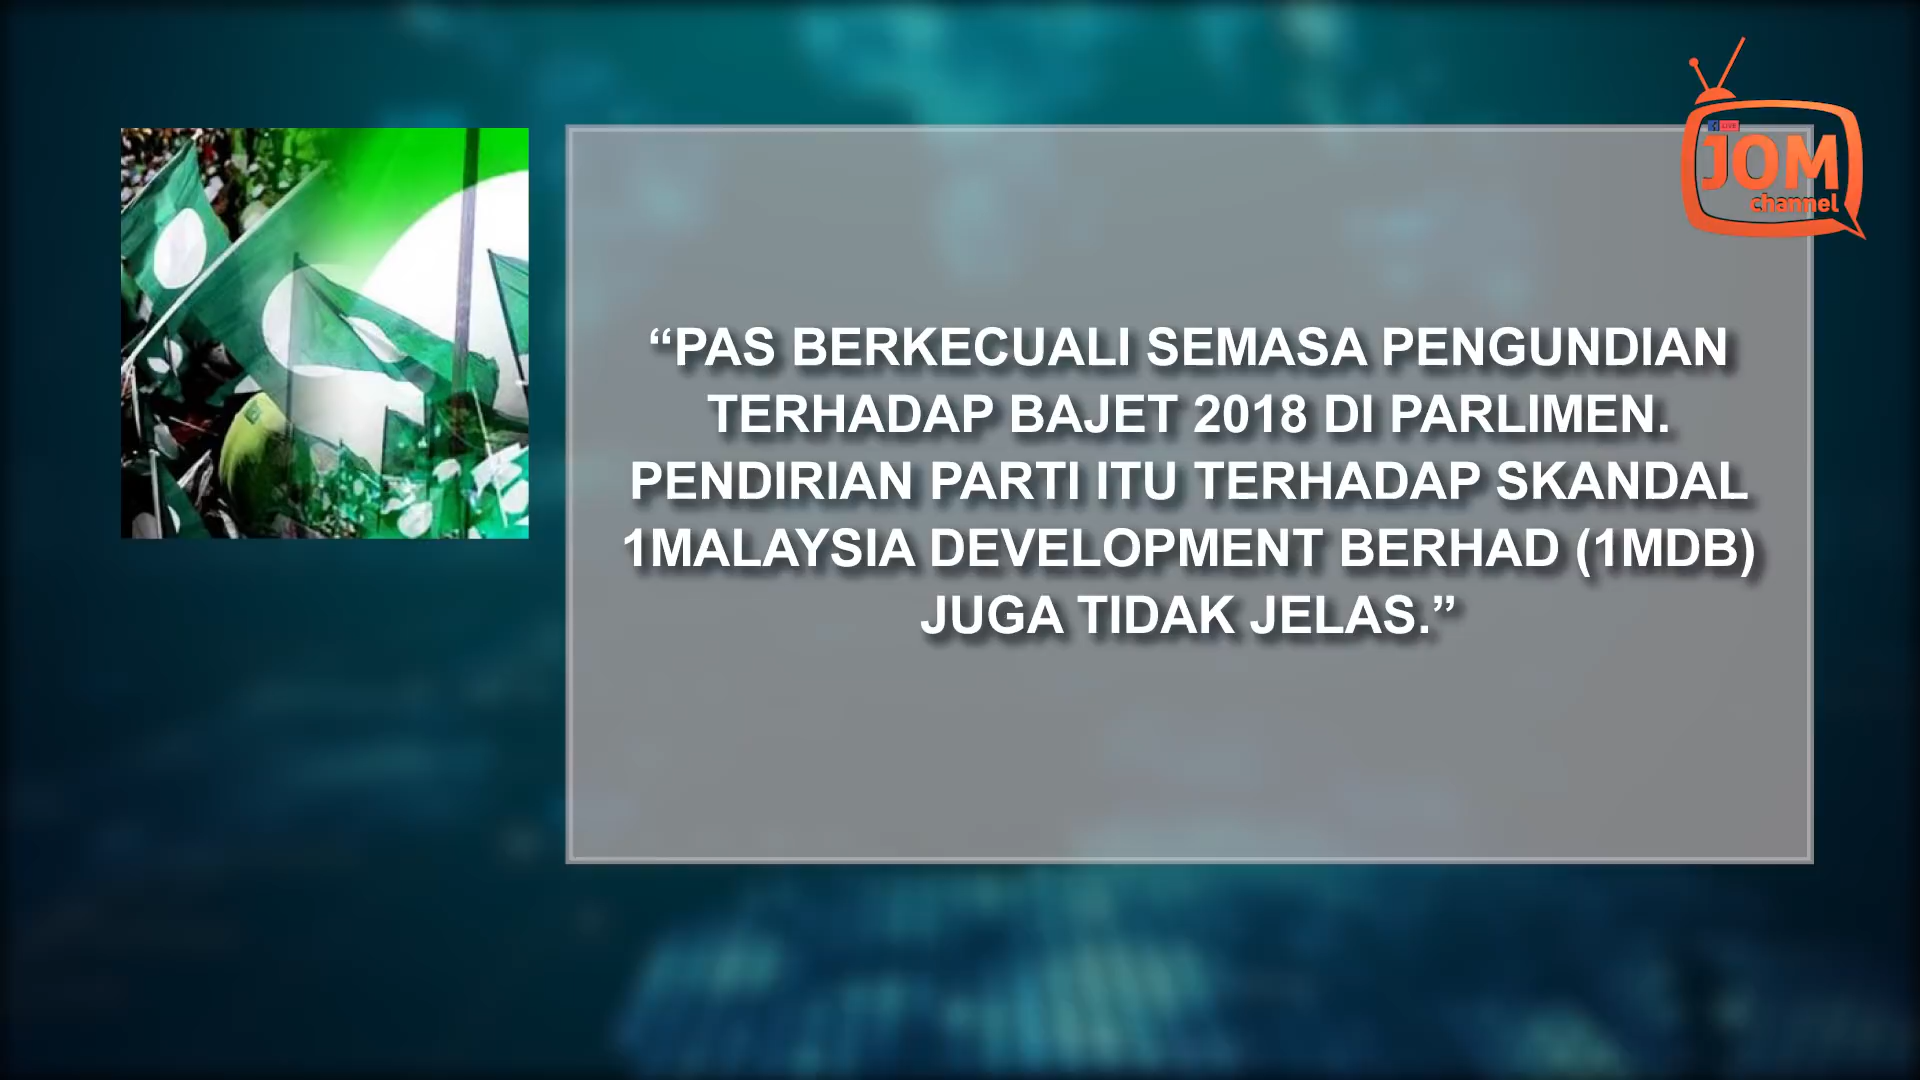 JOM
channel
“PAS BERKECUALI SEMASA PENGUNDIAN
TERHADAP BAJET 2018 DI PARLIMEN.
PENDIRIAN PARTI ITU TERHADAP SKANDAL
1MALAYSIA DEVELOPMENT BERHAD (1MDB)
JUGA TIDAK JELAS.”